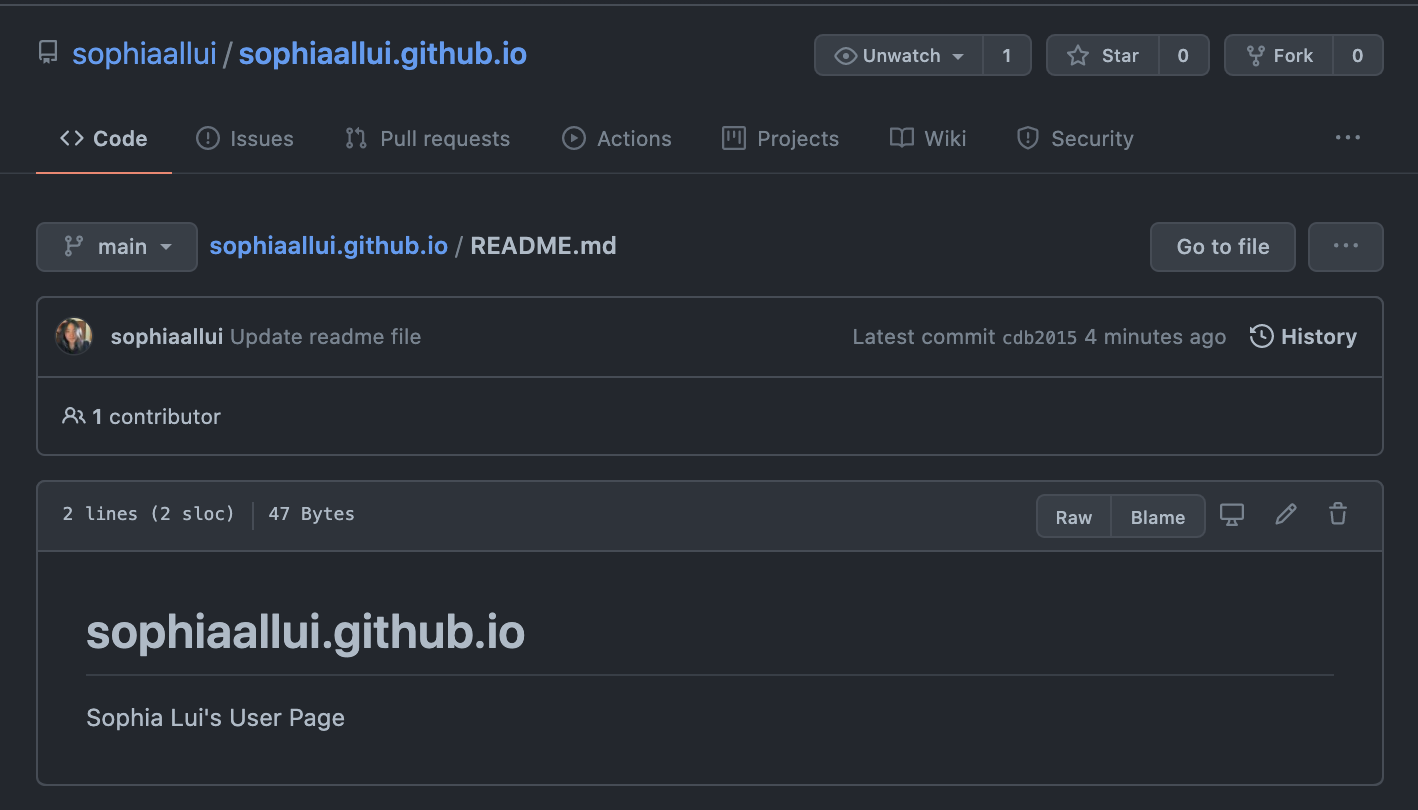 sophiaallui / sophiaallui.github.io
Unwatch 1 Star 0 Fork 0
Code Issues Pull requests Actions Projects Wiki Security ...
main sophiaallui.github.io / README.md Go to file ...
sophiaallui Update readme file Latest commit cdb2015 4 minutes ago History
1 contributor
2 lines (2 sloc) 47 Bytes Raw Blame
sophiaallui.github.io
Sophia Lui's User Page